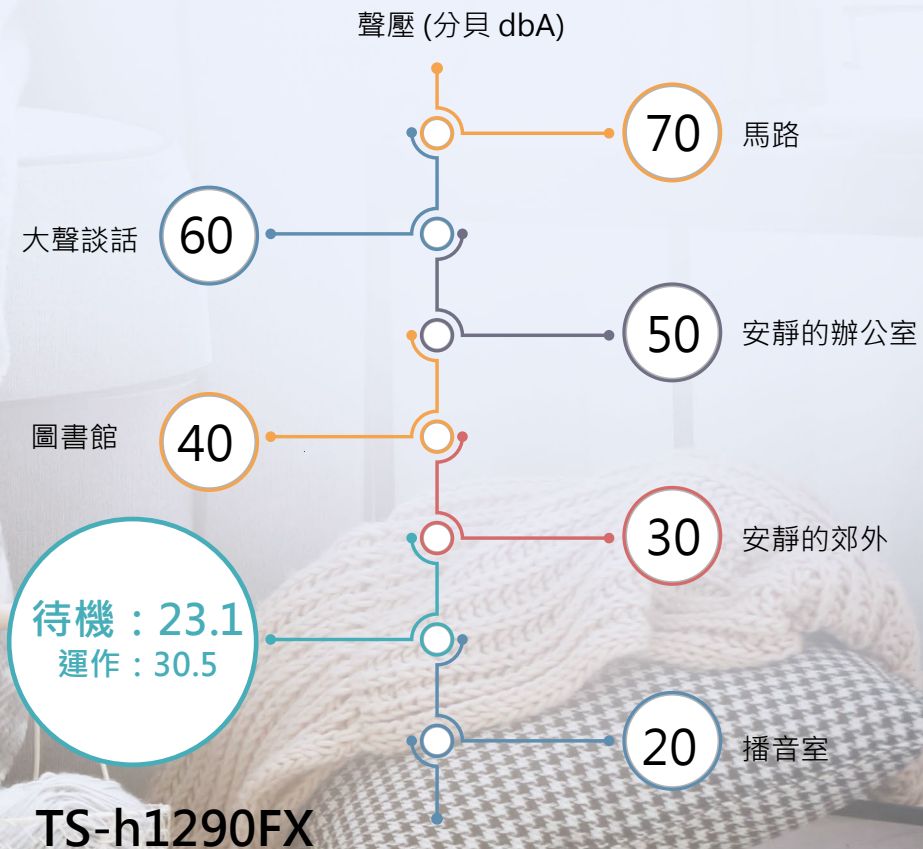 聲壓 (分貝 dbA)
70
馬路
大聲談話
60
50
安靜的辦公室
圖書館
40
30
安靜的郊外
待機：23.1
運作：30.5
20
播音室
TS-h1290FX